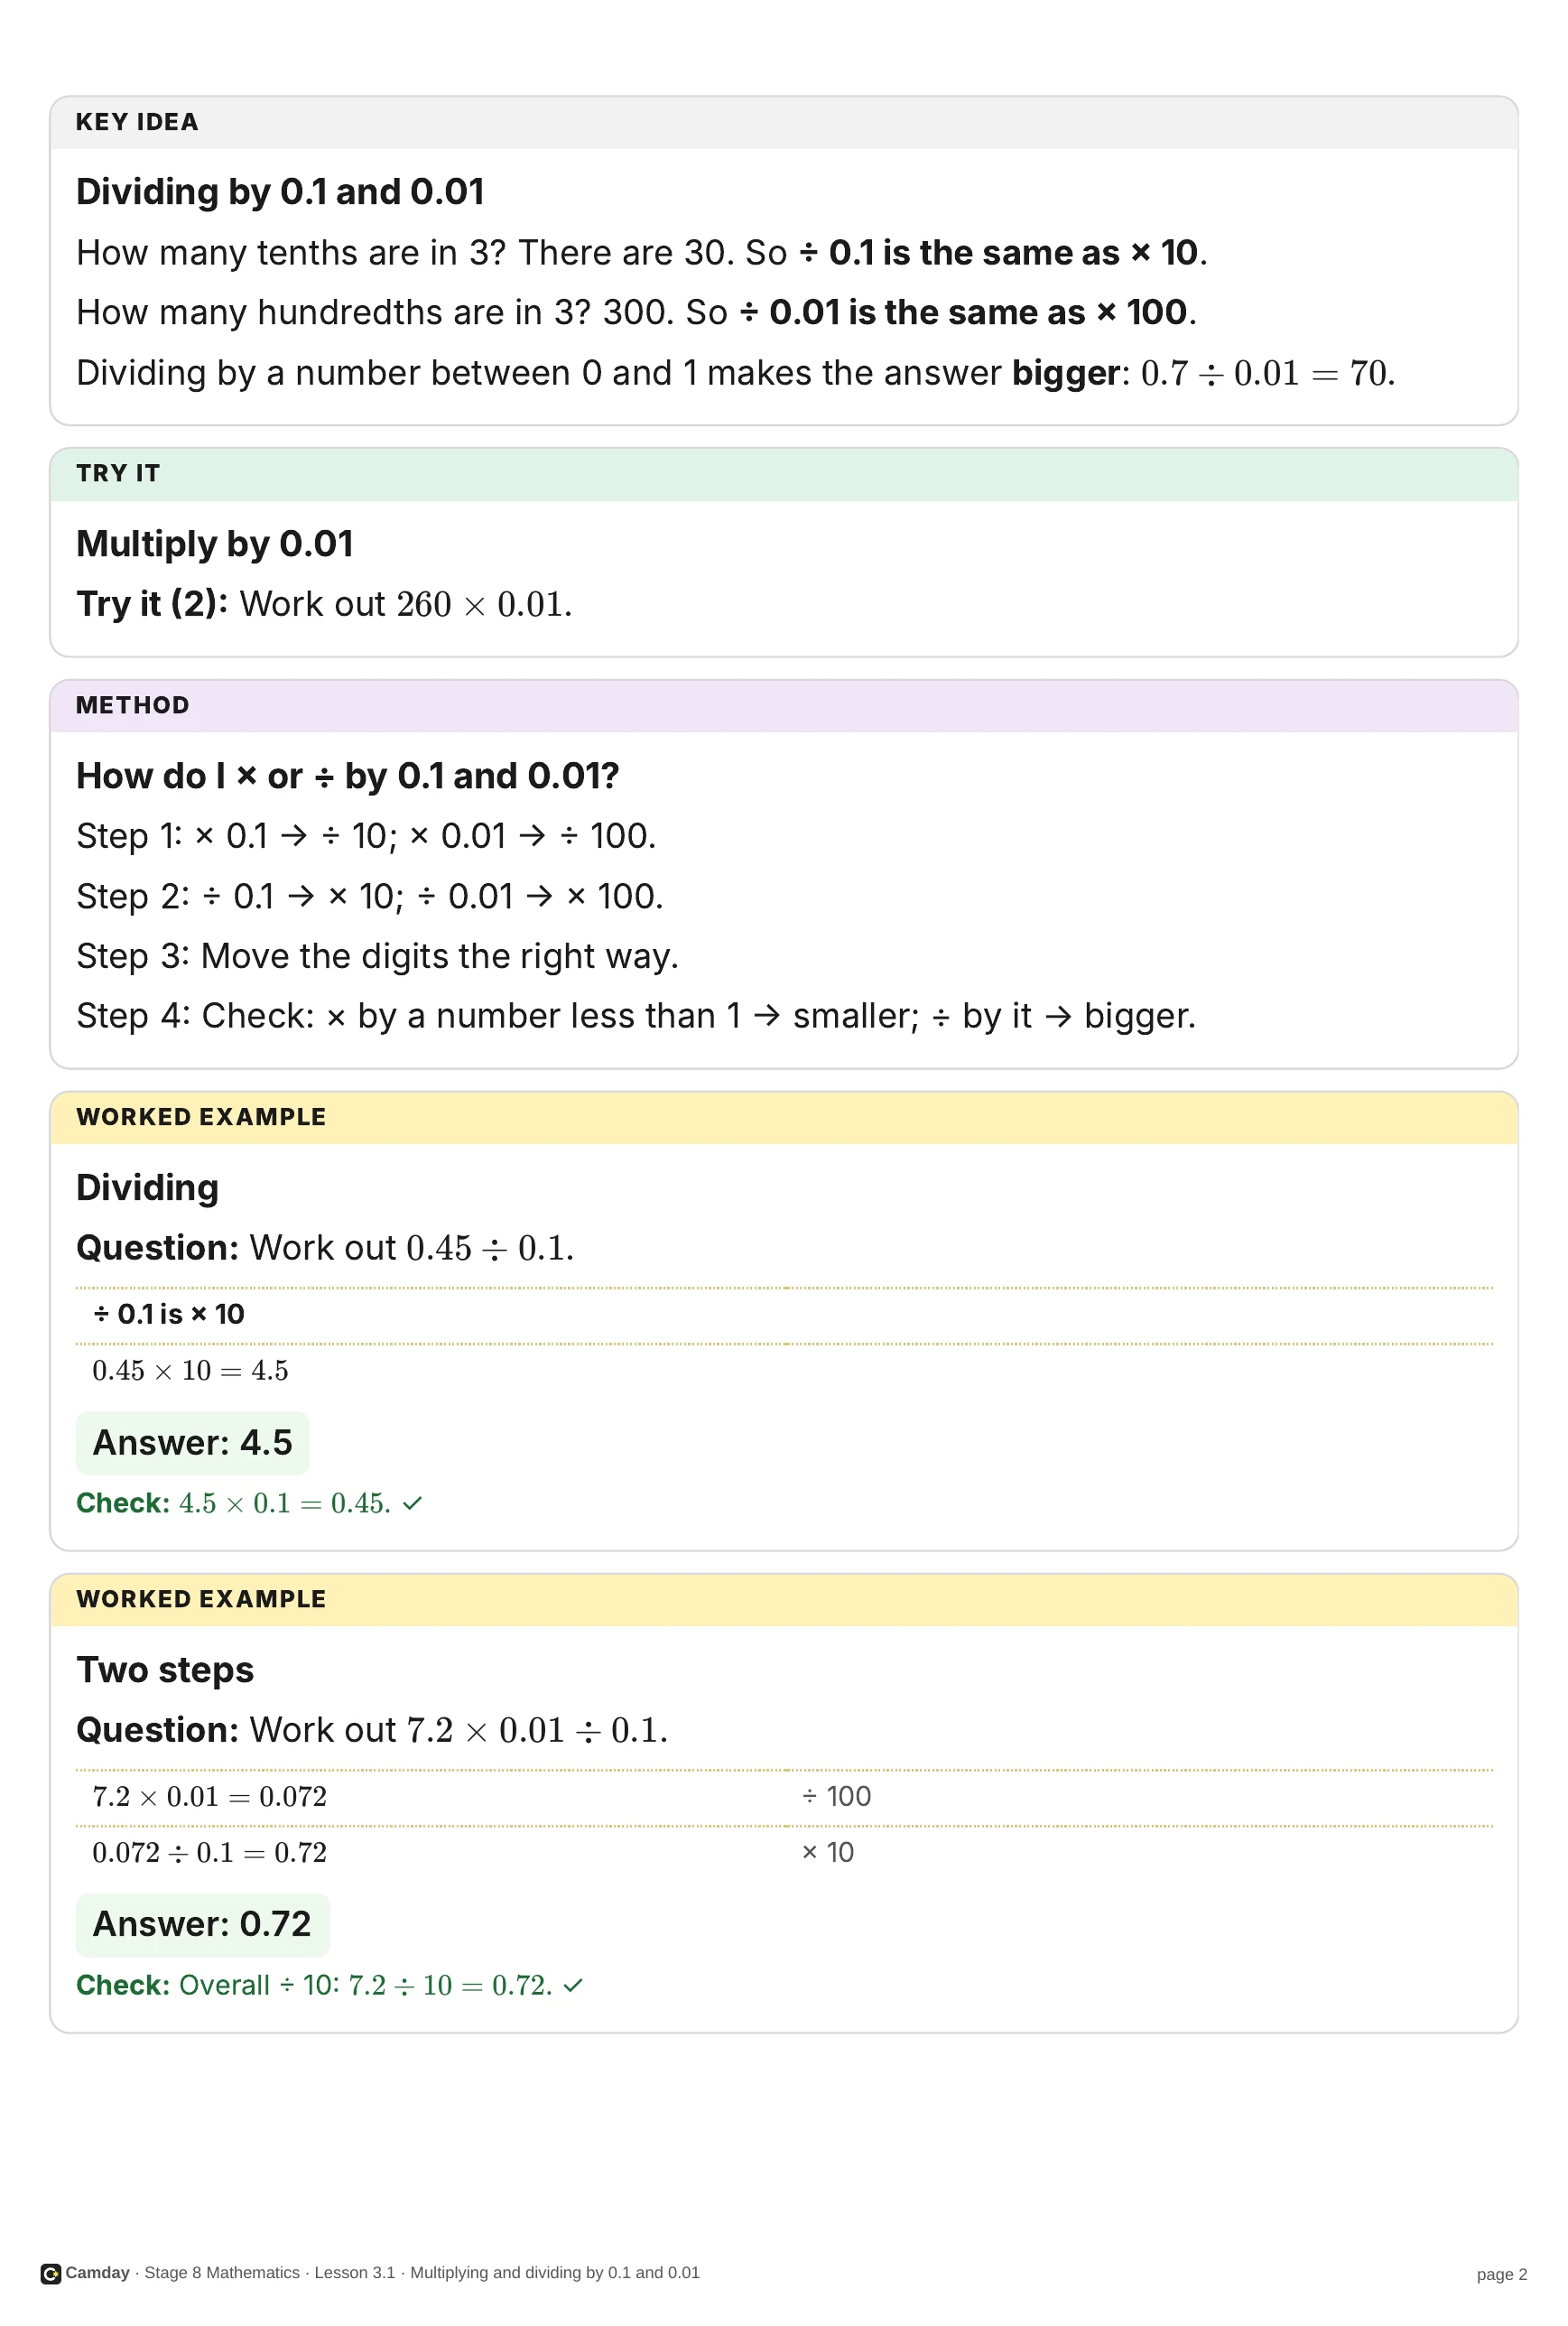 KEY IDEA
Dividing by 0.1 and 0.01
How many tenths are in 3? There are 30. So ÷ 0.1 is the same as × 10.
How many hundredths are in 3? 300. So ÷ 0.01 is the same as × 100.
Dividing by a number between 0 and 1 makes the answer bigger: 0.7 ÷ 0.01 = 70.
TRY IT
Multiply by 0.01
Try it (2): Work out 260 × 0.01.
METHOD
How do I × or ÷ by 0.1 and 0.01?
Step 1: × 0.1 → ÷ 10; × 0.01 → ÷ 100.
Step 2: ÷ 0.1 → × 10; ÷ 0.01 → × 100.
Step 3: Move the digits the right way.
Step 4: Check: × by a number less than 1 → smaller; ÷ by it → bigger.
WORKED EXAMPLE
Dividing
Question: Work out 0.45 ÷ 0.1.
÷ 0.1 is × 10
0.45 × 10 = 4.5
Answer: 4.5
Check: 4.5 × 0.1 = 0.45. ✓
WORKED EXAMPLE
Two steps
Question: Work out 7.2 × 0.01 ÷ 0.1.
7.2 × 0.01 = 0.072 ÷ 100
0.072 ÷ 0.1 = 0.72 × 10
Answer: 0.72
Check: Overall ÷ 10: 7.2 ÷ 10 = 0.72. ✓
Camday · Stage 8 Mathematics · Lesson 3.1 · Multiplying and dividing by 0.1 and 0.01 page 2